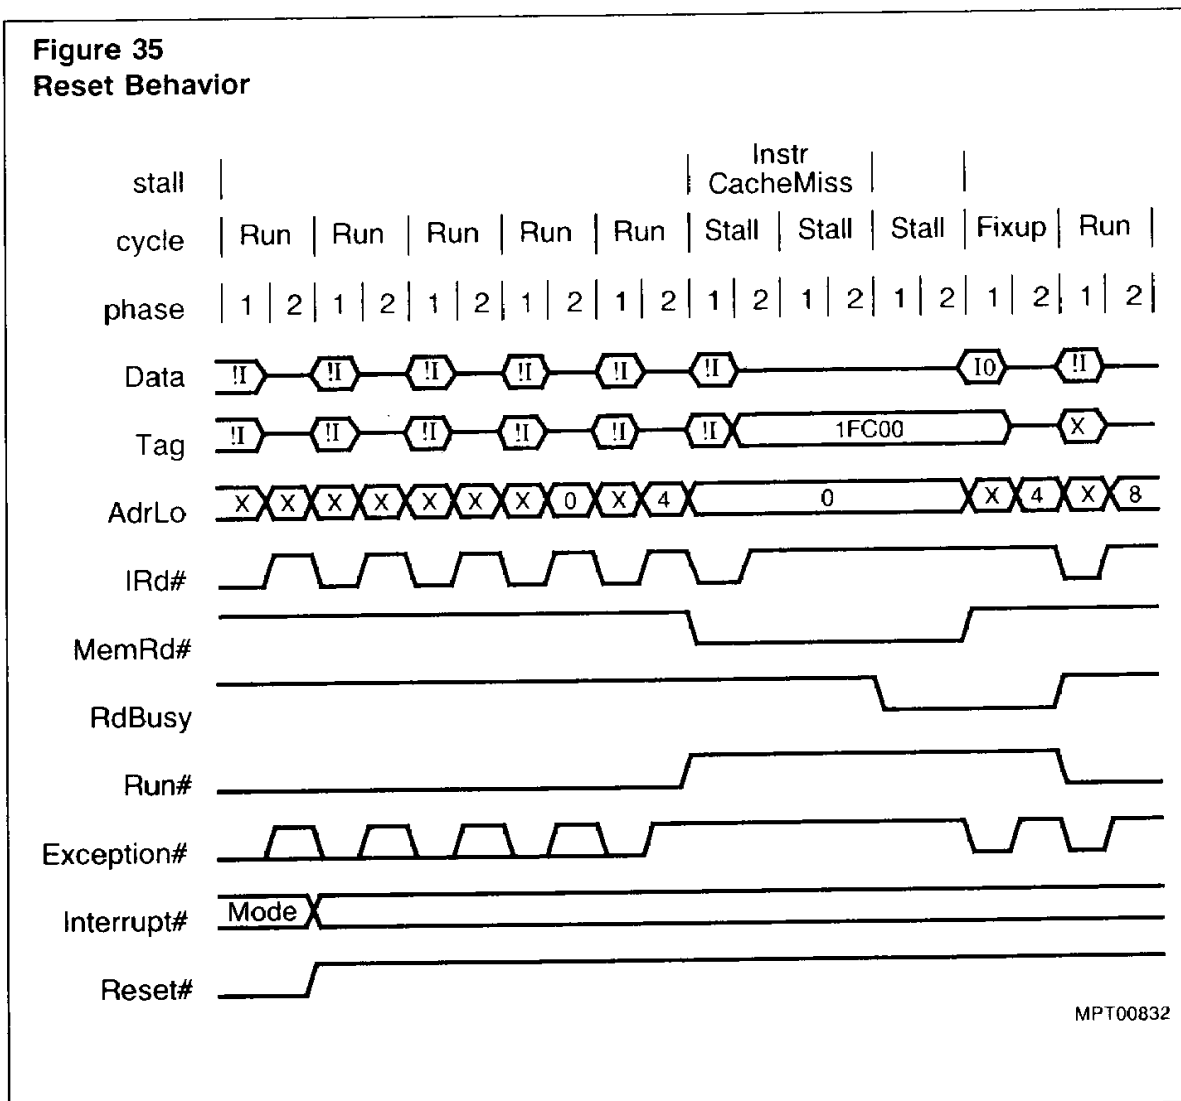 Figure 35
Reset Behavior
stall Instr CacheMiss
cycle Run Run Run Run Run Stall Stall Stall Fixup Run
phase 1 2 1 2 1 2 1 2 1 2 1 2 1 2 1 2 1 2 1 2
Data !I !I !I !I !I !I I0 !I
Tag !I !I !I !I !I !I 1FC00 X
AdrLo X X X X X X X 0 X 4 0 X 4 X 8
IRd#
MemRd#
RdBusy
Run#
Exception#
Interrupt# Mode
Reset#
MPT00832